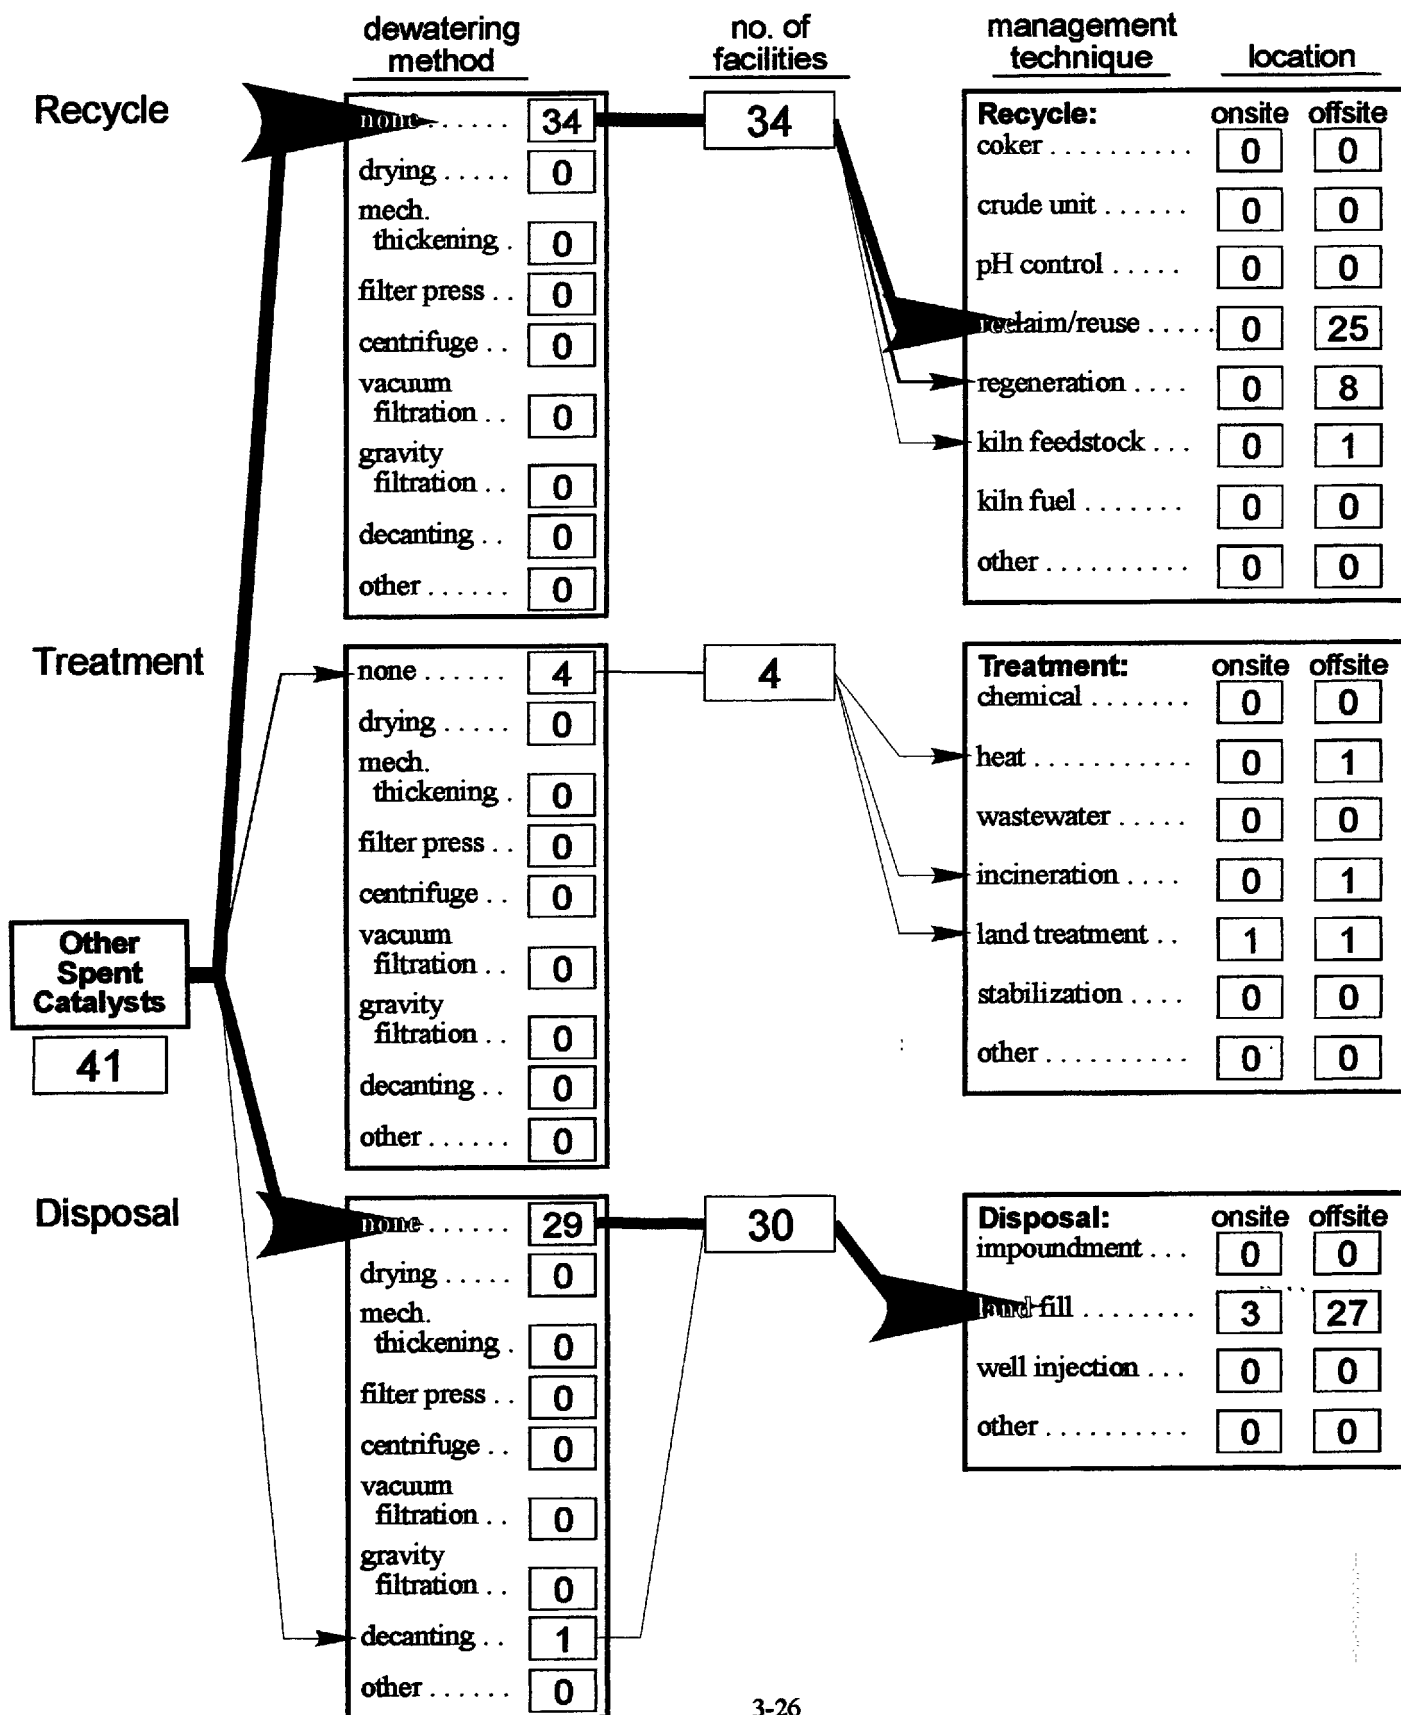 dewatering method no. of facilities management technique location
Recycle
none ...... 34
drying ..... 0
mech.
thickening . 0
filter press .. 0
centrifuge .. 0
vacuum
filtration .. 0
gravity
filtration .. 0
decanting .. 0
other ...... 0
34
Recycle: onsite offsite
coker .......... 0 0
crude unit ...... 0 0
pH control ..... 0 0
reclaim/reuse ..... 0 25
regeneration .... 0 8
kiln feedstock ... 0 1
kiln fuel ....... 0 0
other .......... 0 0
Treatment
none ...... 4
drying ..... 0
mech.
thickening . 0
filter press .. 0
centrifuge .. 0
vacuum
filtration .. 0
gravity
filtration .. 0
decanting .. 0
other ...... 0
4
Treatment: onsite offsite
chemical ....... 0 0
heat ........... 0 1
wastewater ..... 0 0
incineration .... 0 1
land treatment .. 1 1
stabilization .... 0 0
other .......... 0 0
Other
Spent
Catalysts
41
Disposal
none ...... 29
drying ..... 0
mech.
thickening . 0
filter press .. 0
centrifuge .. 0
vacuum
filtration .. 0
gravity
filtration .. 0
decanting .. 1
other ...... 0
30
Disposal: onsite offsite
impoundment ... 0 0
land fill ........ 3 27
well injection ... 0 0
other .......... 0 0
3-26